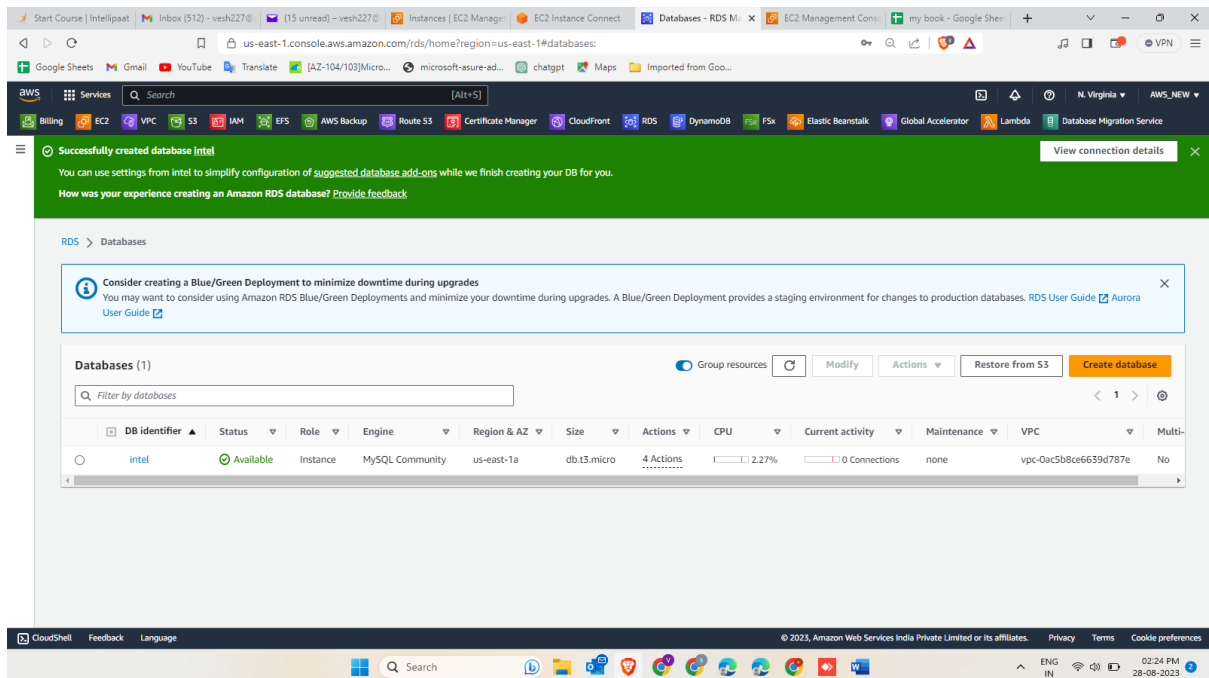 Start Course | Intellipaat
Inbox (512) - vesh227@
(15 unread) – vesh227@
Instances | EC2 Manager
EC2 Instance Connect
Databases - RDS Ma
EC2 Management Conso
my book - Google Sheet
us-east-1.console.aws.amazon.com/rds/home?region=us-east-1#databases:
VPN
Google Sheets Gmail YouTube Translate [AZ-104/103]Micro... microsoft-asure-ad... chatgpt Maps Imported from Goo...
aws Services Search [Alt+S] N. Virginia AWS_NEW
Billing EC2 VPC S3 IAM EFS AWS Backup Route 53 Certificate Manager CloudFront RDS DynamoDB FSx Elastic Beanstalk Global Accelerator Lambda Database Migration Service
Successfully created database intel View connection details
You can use settings from intel to simplify configuration of suggested database add-ons while we finish creating your DB for you.
How was your experience creating an Amazon RDS database? Provide feedback
RDS > Databases
Consider creating a Blue/Green Deployment to minimize downtime during upgrades
You may want to consider using Amazon RDS Blue/Green Deployments and minimize your downtime during upgrades. A Blue/Green Deployment provides a staging environment for changes to production databases. RDS User Guide Aurora
User Guide
Databases (1) Group resources Modify Actions Restore from S3 Create database
Filter by databases 1
DB identifier Status Role Engine Region & AZ Size Actions CPU Current activity Maintenance VPC Multi-
intel Available Instance MySQL Community us-east-1a db.t3.micro 4 Actions 2.27% 0 Connections none vpc-0ac5b8ce6639d787e No
CloudShell Feedback Language © 2023, Amazon Web Services India Private Limited or its affiliates. Privacy Terms Cookie preferences
Search ENG IN 02:24 PM 28-08-2023 2